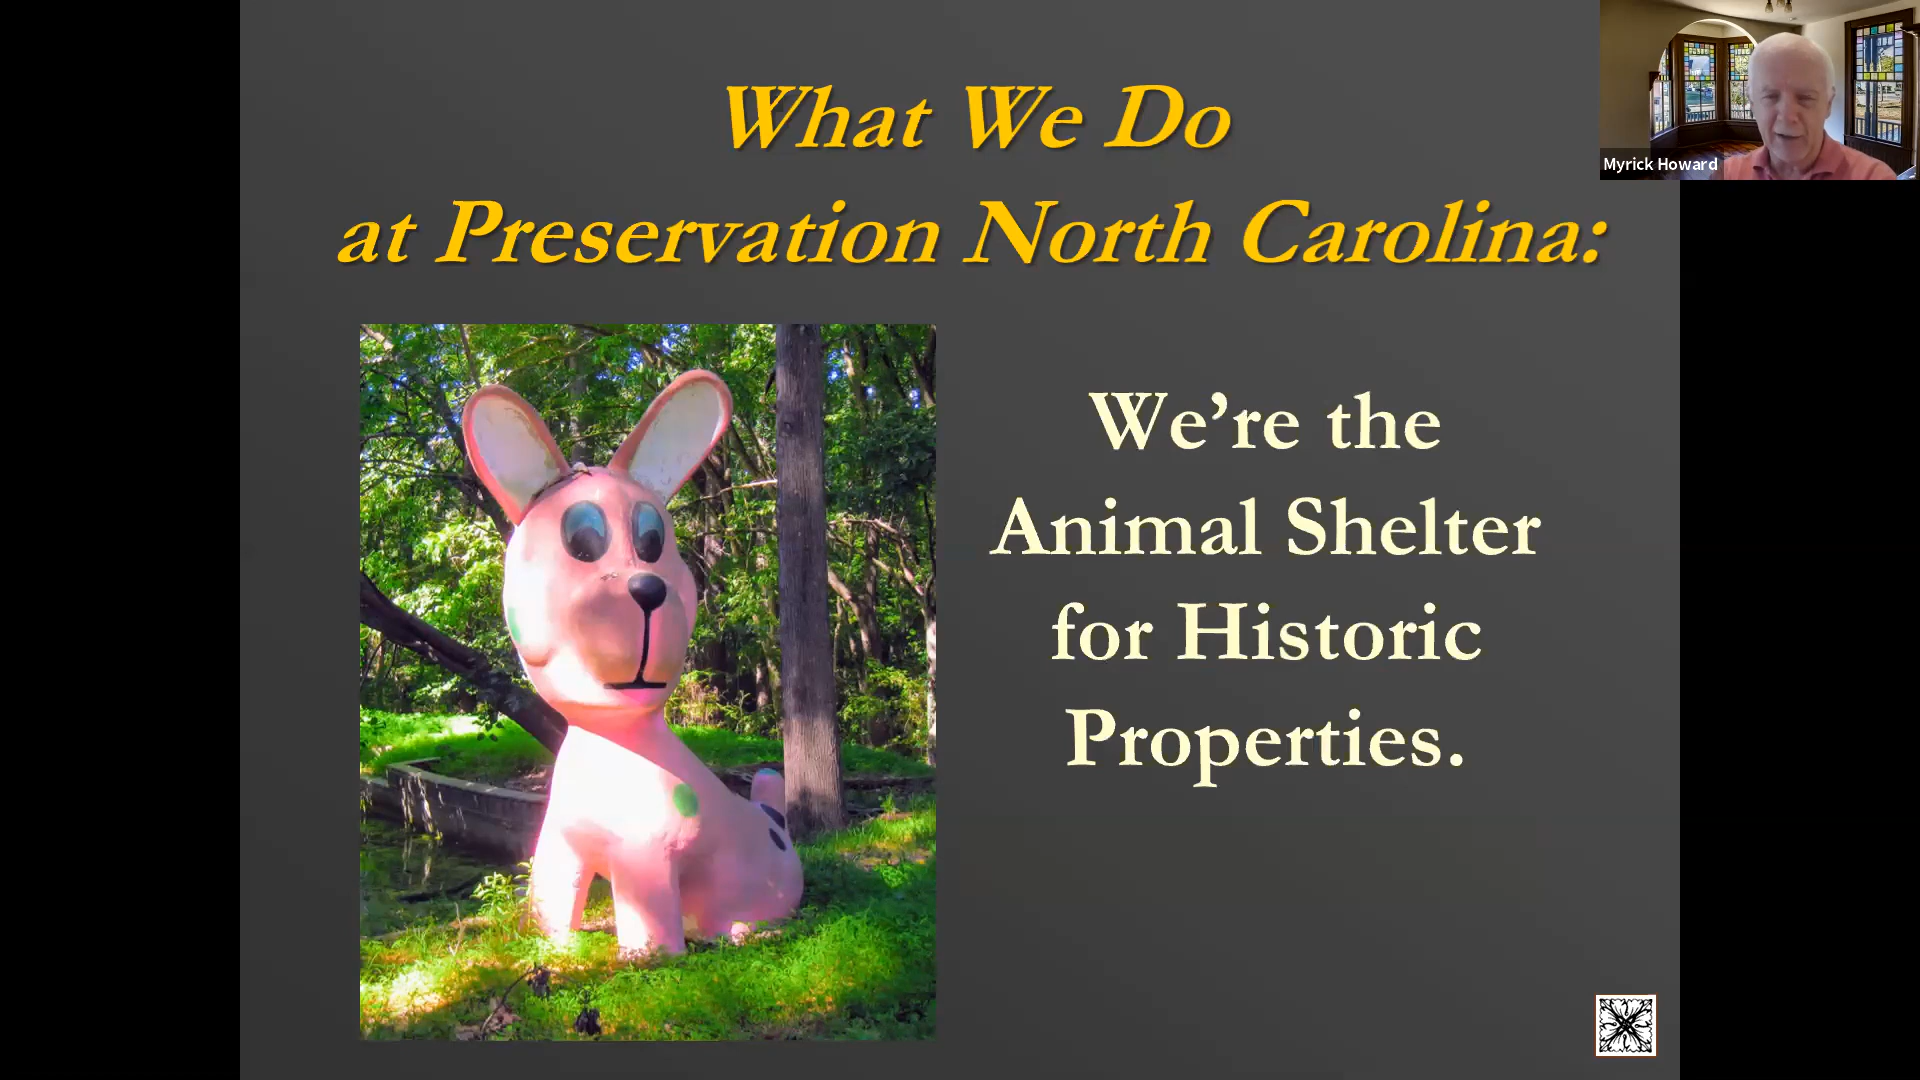 What We Do
at Preservation North Carolina:
Myrick Howard
We’re the
Animal Shelter
for Historic
Properties.